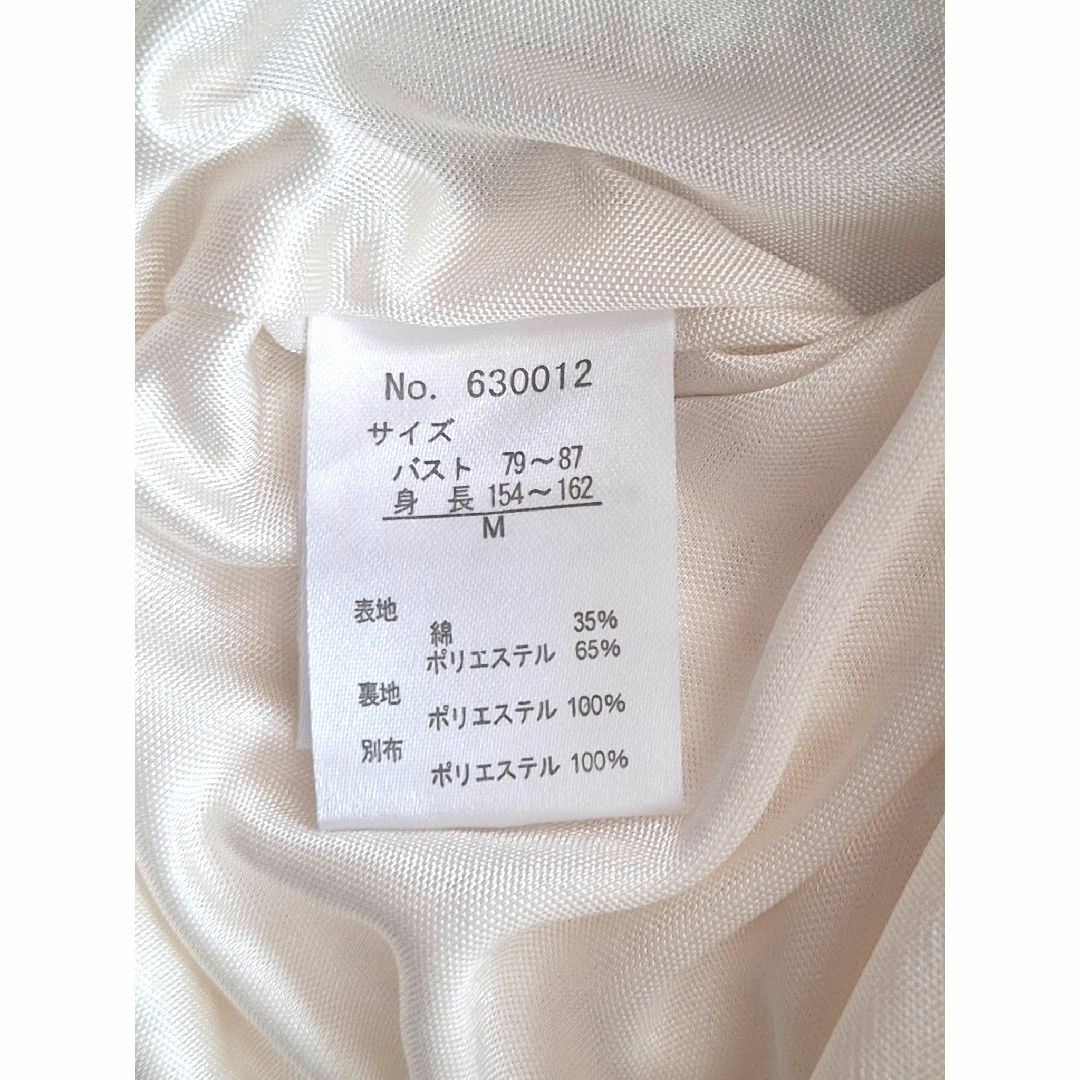 No. 630012
サイズ
バスト 79～87
身 長 154～162
M
表地
綿 35%
ポリエステル 65%
裏地
ポリエステル 100%
別布
ポリエステル 100%